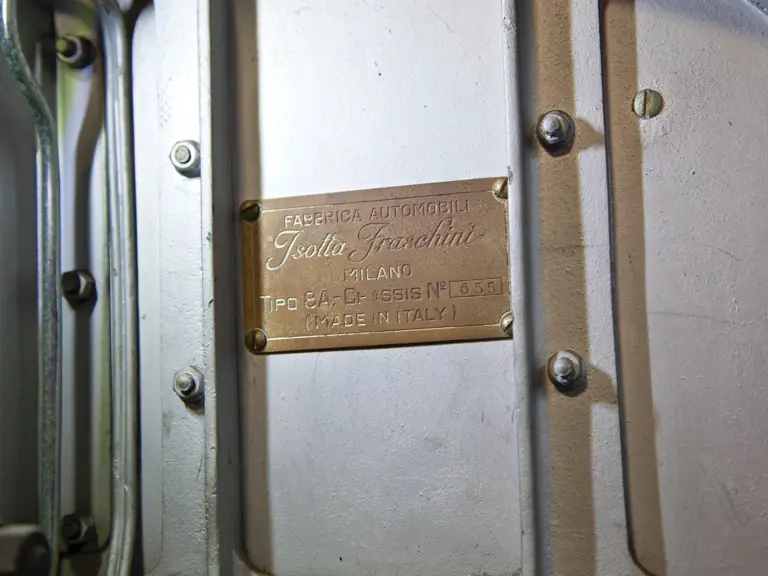 FABBRICA AUTOMOBILI
Isotta Fraschini
MILANO
TIPO 8A-CHASSIS Nº 655
(MADE IN ITALY)